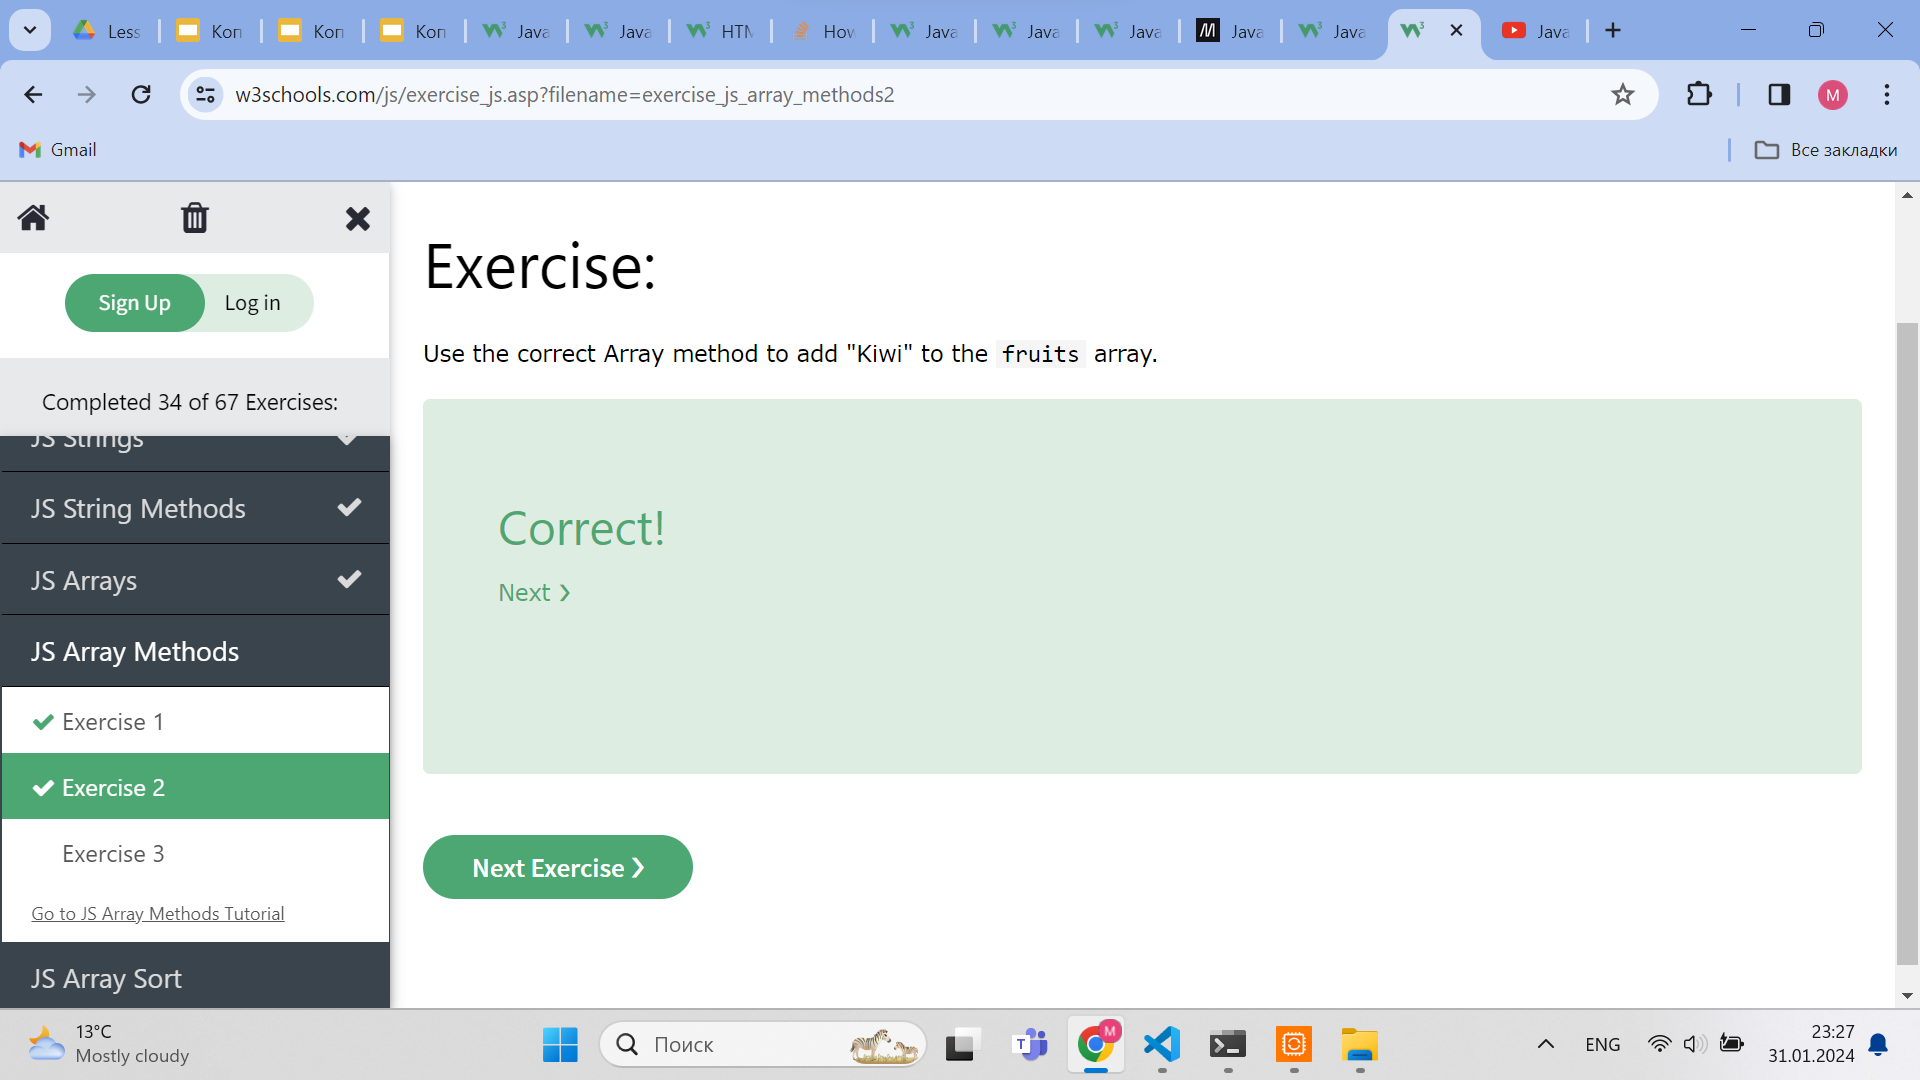 Less
Kon
Kon
Kon
Java
Java
HTM
How
Java
Java
Java
Java
Java
Java
w3schools.com/js/exercise_js.asp?filename=exercise_js_array_methods2
M
Gmail
Все закладки
Sign Up
Log in
Completed 34 of 67 Exercises:
JS Strings
JS String Methods
JS Arrays
JS Array Methods
Exercise 1
Exercise 2
Exercise 3
Go to JS Array Methods Tutorial
JS Array Sort
Exercise:
Use the correct Array method to add "Kiwi" to the fruits array.
Correct!
Next ❯
Next Exercise ❯
13°C
Mostly cloudy
Поиск
M
ENG
23:27
31.01.2024